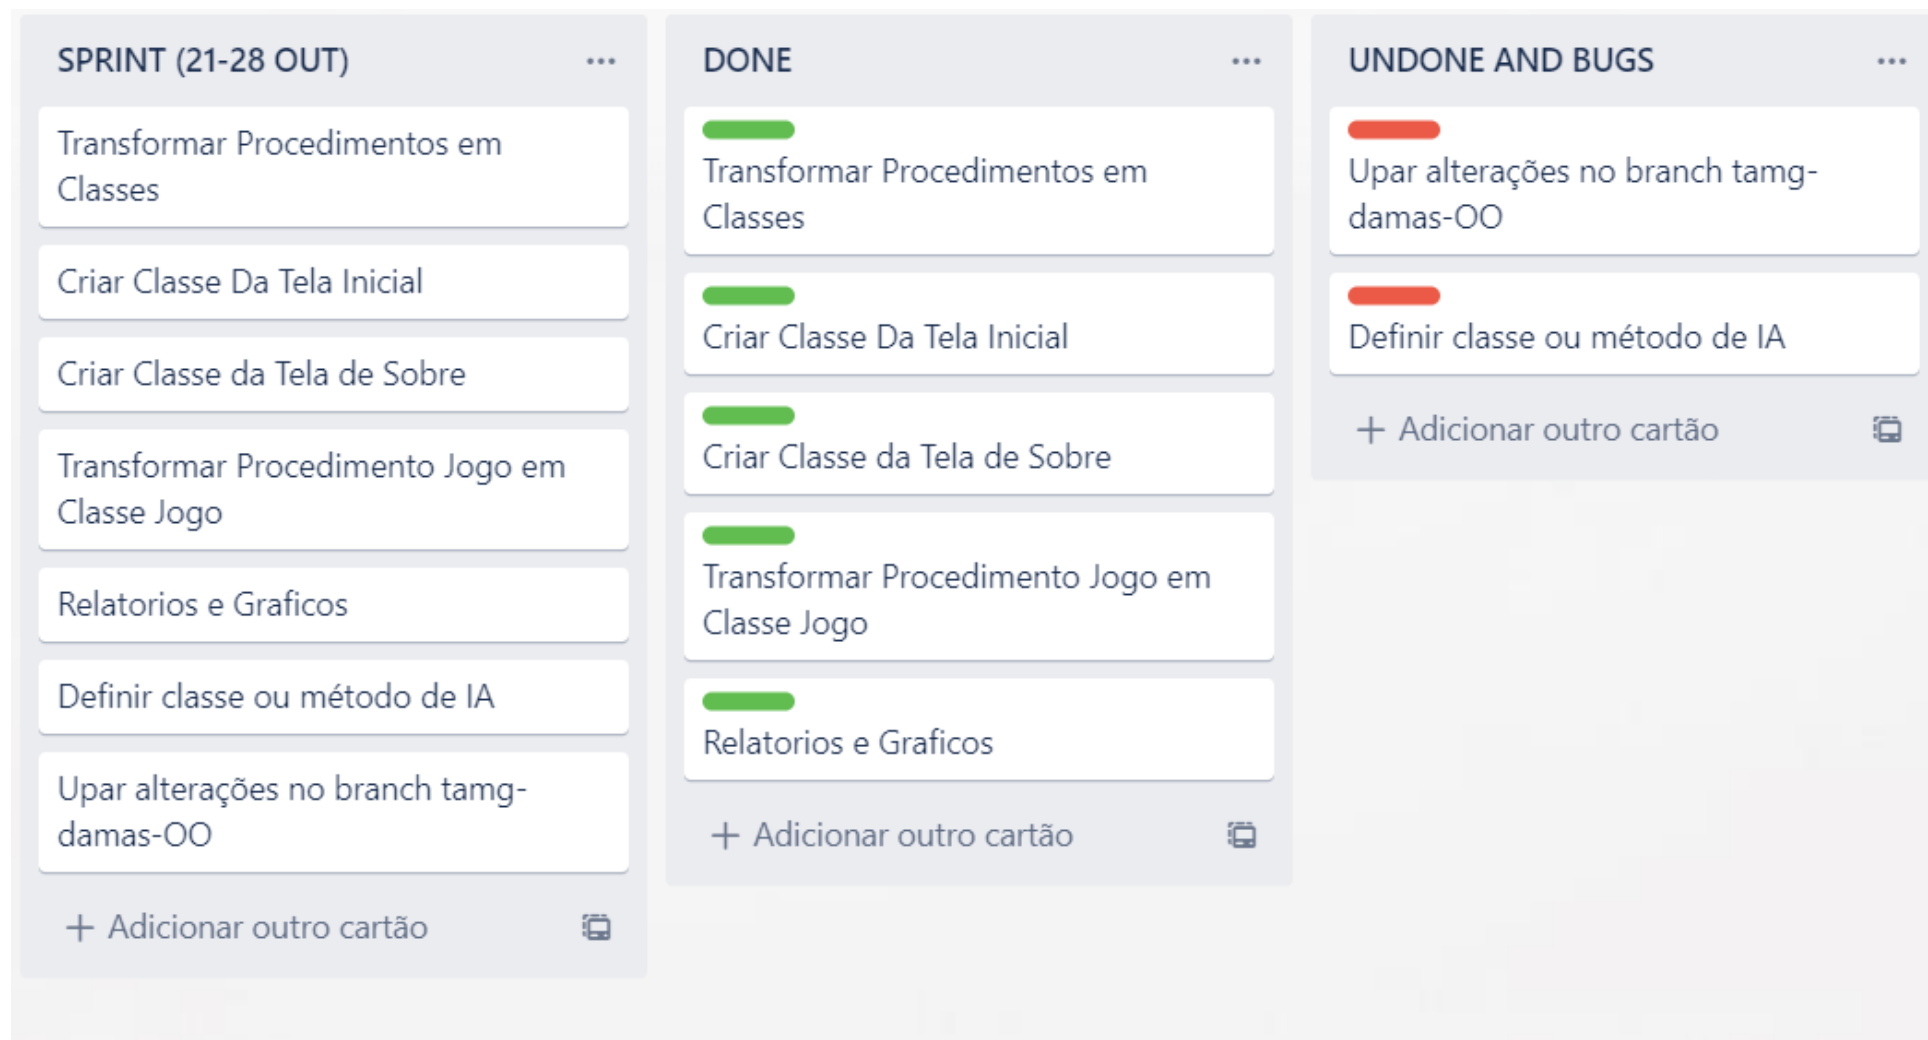 SPRINT (21-28 OUT)
Transformar Procedimentos em
Classes
Criar Classe Da Tela Inicial
Criar Classe da Tela de Sobre
Transformar Procedimento Jogo em
Classe Jogo
Relatorios e Graficos
Definir classe ou método de IA
Upar alterações no branch tamg-
damas-OO
+ Adicionar outro cartão
DONE
Transformar Procedimentos em
Classes
Criar Classe Da Tela Inicial
Criar Classe da Tela de Sobre
Transformar Procedimento Jogo em
Classe Jogo
Relatorios e Graficos
+ Adicionar outro cartão
UNDONE AND BUGS
Upar alterações no branch tamg-
damas-OO
Definir classe ou método de IA
+ Adicionar outro cartão